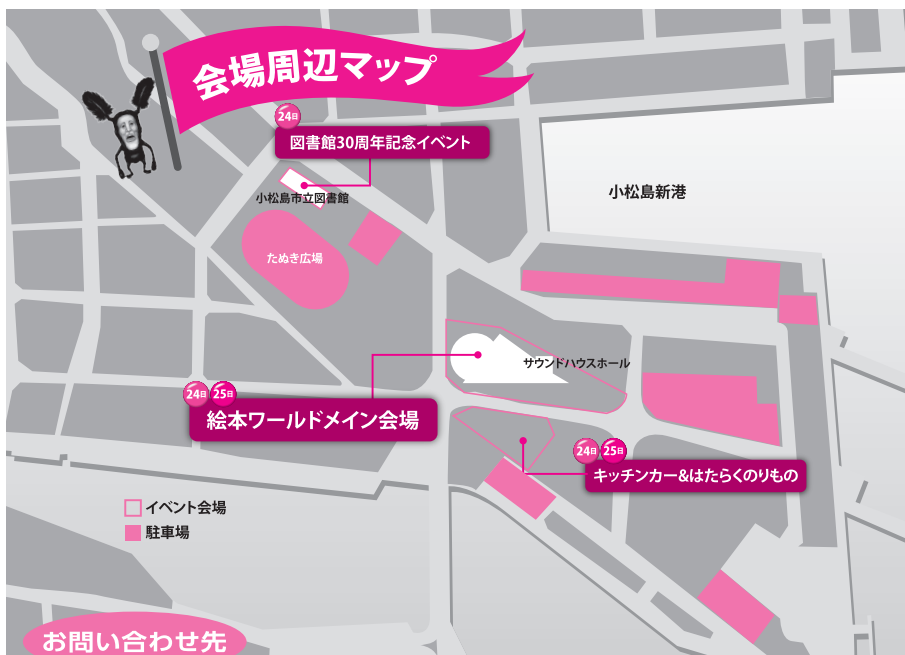 会場周辺マップ
24日
図書館30周年記念イベント
小松島市立図書館
小松島新港
たぬき広場
サウンドハウスホール
24日 25日
絵本ワールドメイン会場
24日 25日
キッチンカー&はたらくのりもの
イベント会場
駐車場
お問い合わせ先